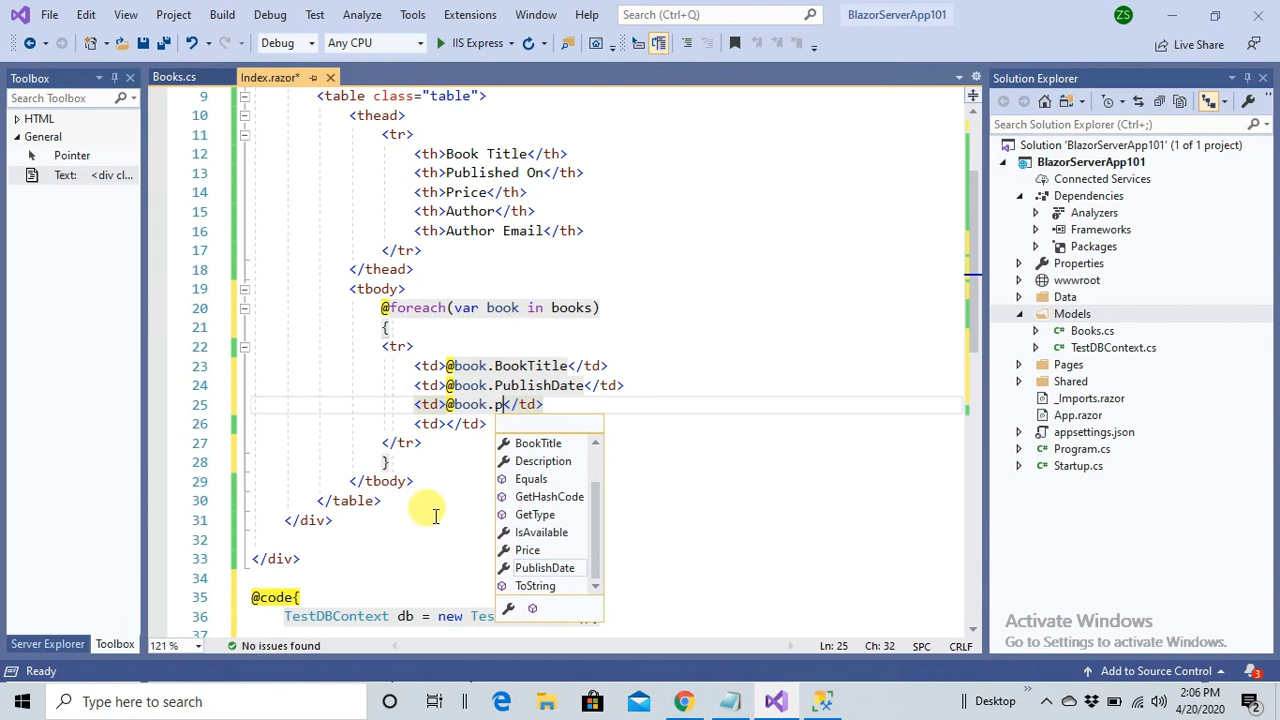 File Edit View Project Build Debug Test Analyze Tools Extensions Window Help Search (Ctrl+Q) BlazorServerApp101 ZS
Debug Any CPU IIS Express Live Share
Toolbox
Search Toolbox
HTML
General
Pointer
Text: <div cl...
Server Explorer Toolbox
Books.cs Index.razor*
9 <table class="table">
10 <thead>
11 <tr>
12 <th>Book Title</th>
13 <th>Published On</th>
14 <th>Price</th>
15 <th>Author</th>
16 <th>Author Email</th>
17 </tr>
18 </thead>
19 <tbody>
20 @foreach(var book in books)
21 {
22 <tr>
23 <td>@book.BookTitle</td>
24 <td>@book.PublishDate</td>
25 <td>@book.p</td>
26 <td></td>
27 </tr>
28 }
29 </tbody>
30 </table>
31 </div>
32
33 </div>
34
35 @code{
36 TestDBContext db = new Tes
37
BookTitle
Description
Equals
GetHashCode
GetType
IsAvailable
Price
PublishDate
ToString
121 % No issues found Ln: 25 Ch: 32 SPC CRLF
Solution Explorer
Search Solution Explorer (Ctrl+;)
Solution 'BlazorServerApp101' (1 of 1 project)
BlazorServerApp101
Connected Services
Dependencies
Analyzers
Frameworks
Packages
Properties
wwwroot
Data
Models
Books.cs
TestDBContext.cs
Pages
Shared
_Imports.razor
App.razor
appsettings.json
Program.cs
Startup.cs
Activate Windows
Go to Settings to activate Windows.
Ready Add to Source Control 3
Type here to search Desktop 2:06 PM
4/20/2020 2